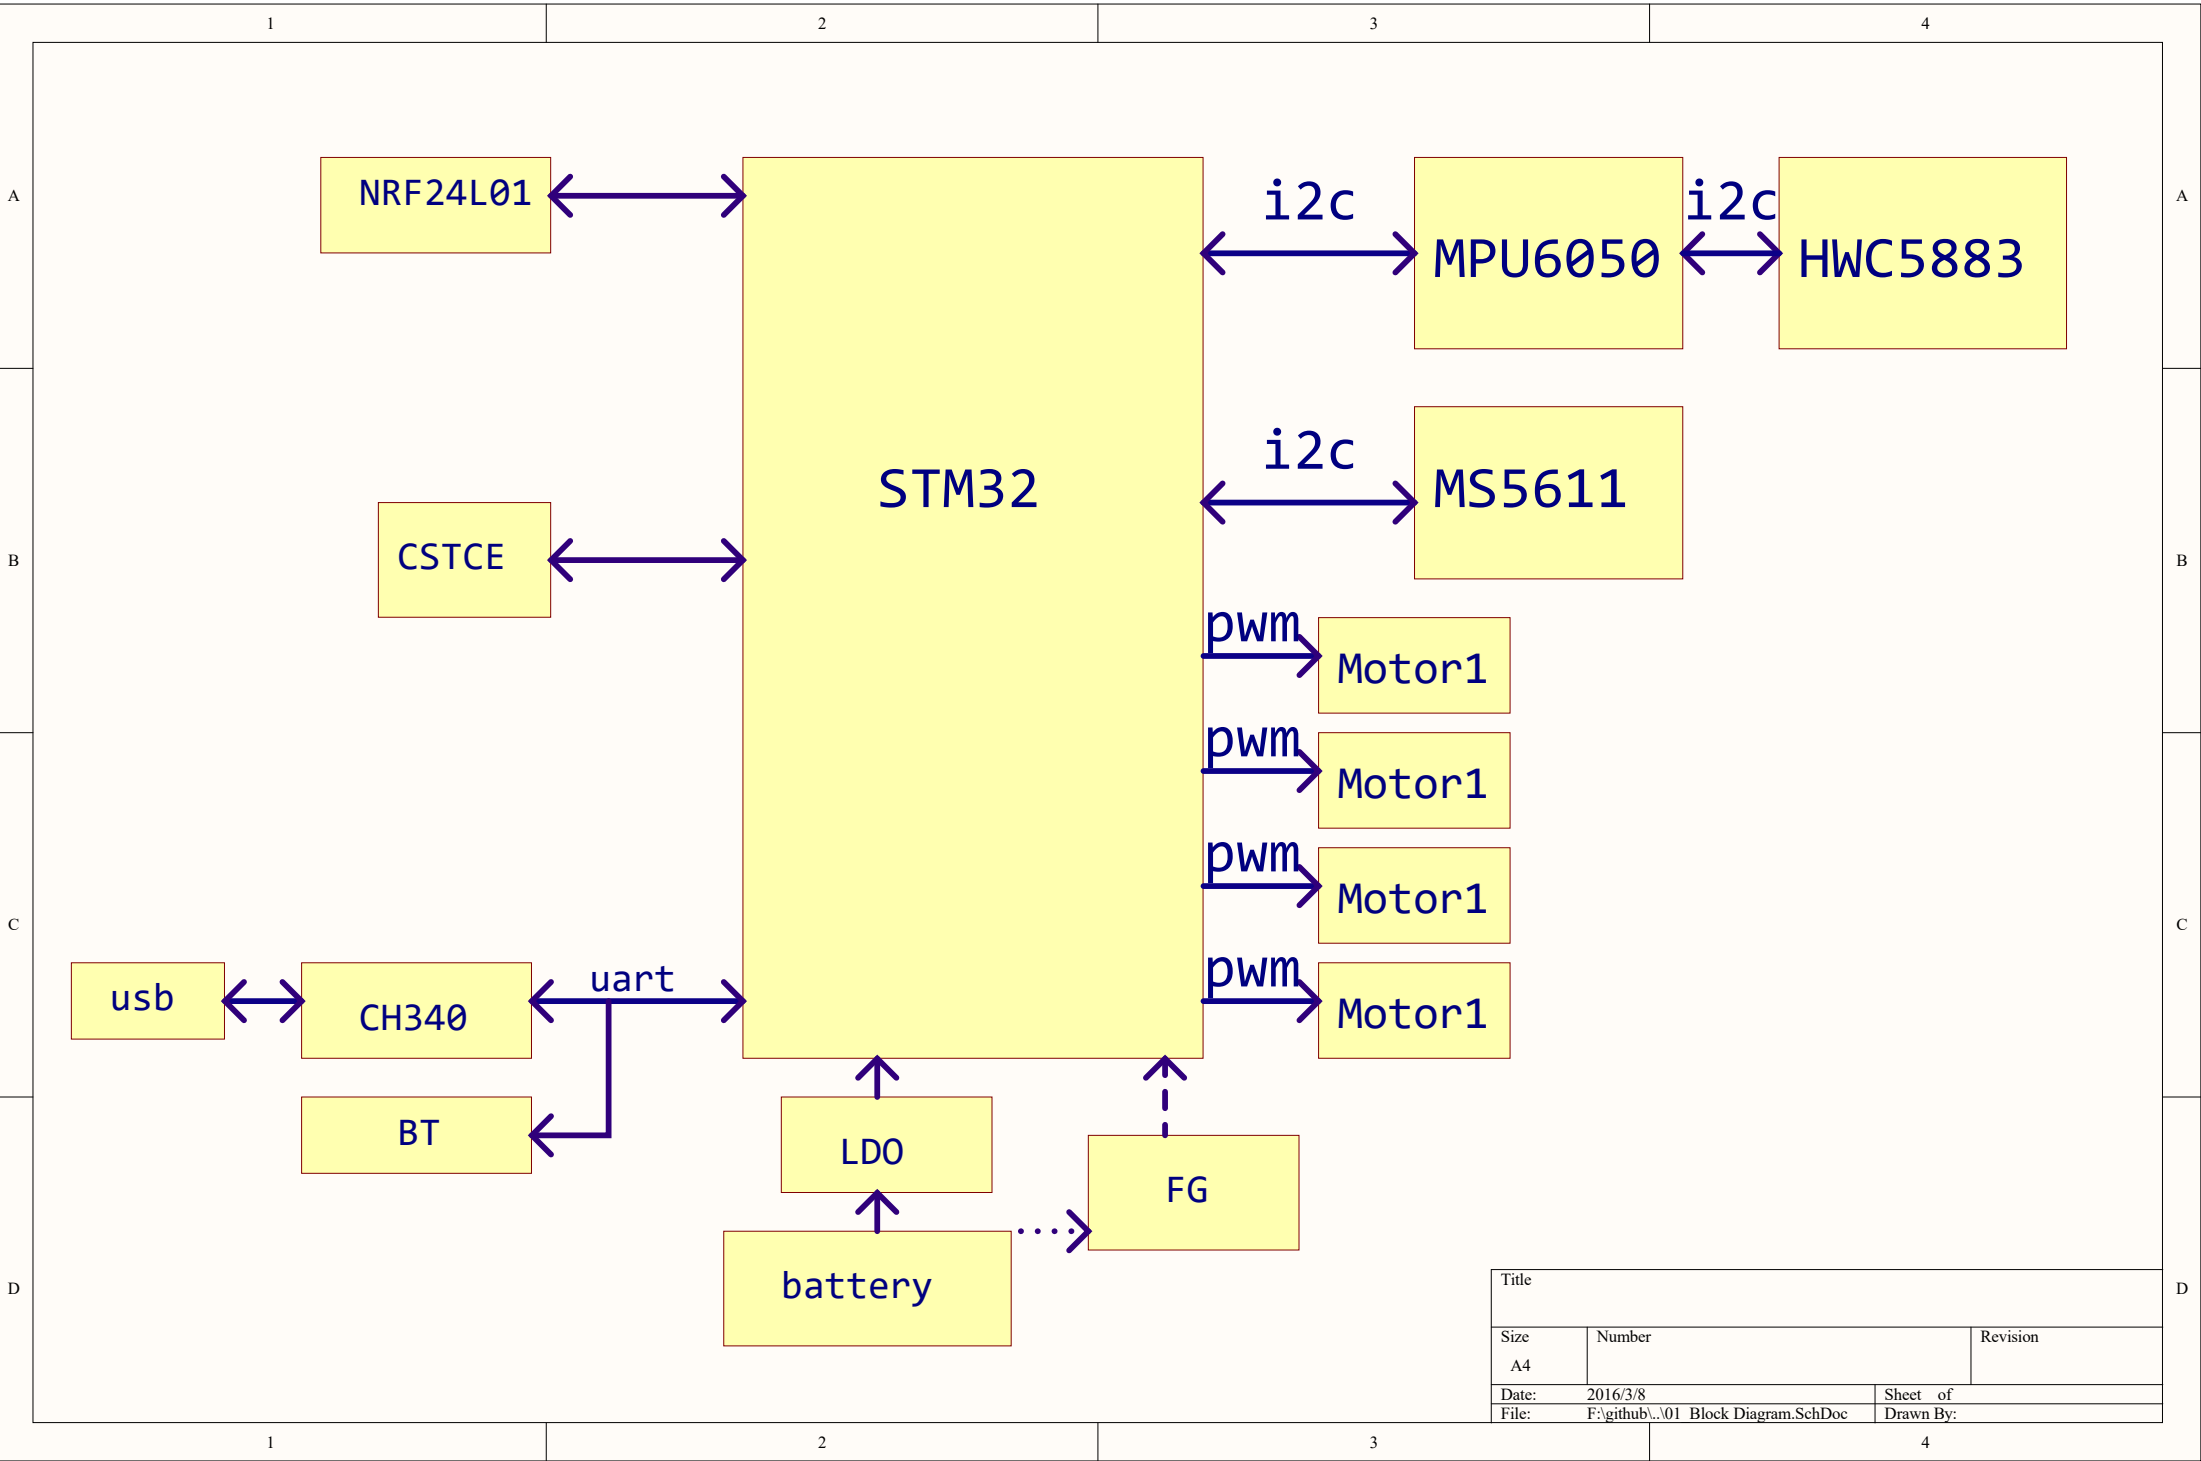 1 2 3 4
A A
NRF24L01
i2c
i2c
MPU6050
HWC5883
STM32
i2c
MS5611
B B
CSTCE
pwm
Motor1
pwm
Motor1
pwm
Motor1
C C
pwm
Motor1
usb
CH340
uart
BT
LDO
FG
battery
D D
Title
Size Number Revision
A4
Date: 2016/3/8 Sheet of
File: F:\github\..\01 Block Diagram.SchDoc Drawn By:
1 2 3 4